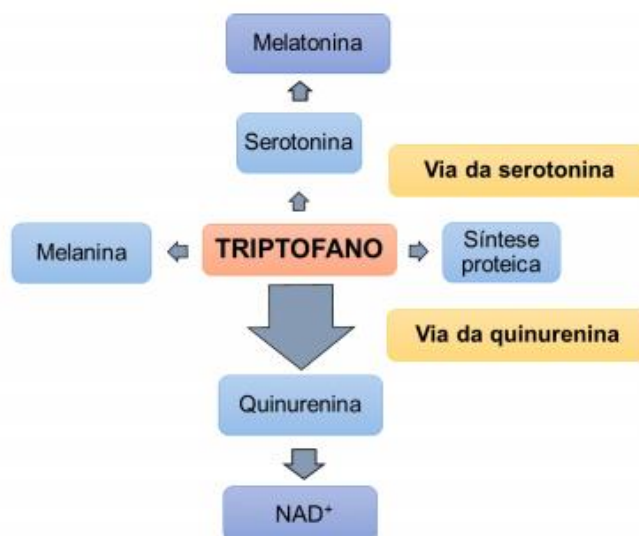 Melatonina
Serotonina
Via da serotonina
Melanina
TRIPTOFANO
Síntese
proteica
Via da quinurenina
Quinurenina
NAD⁺